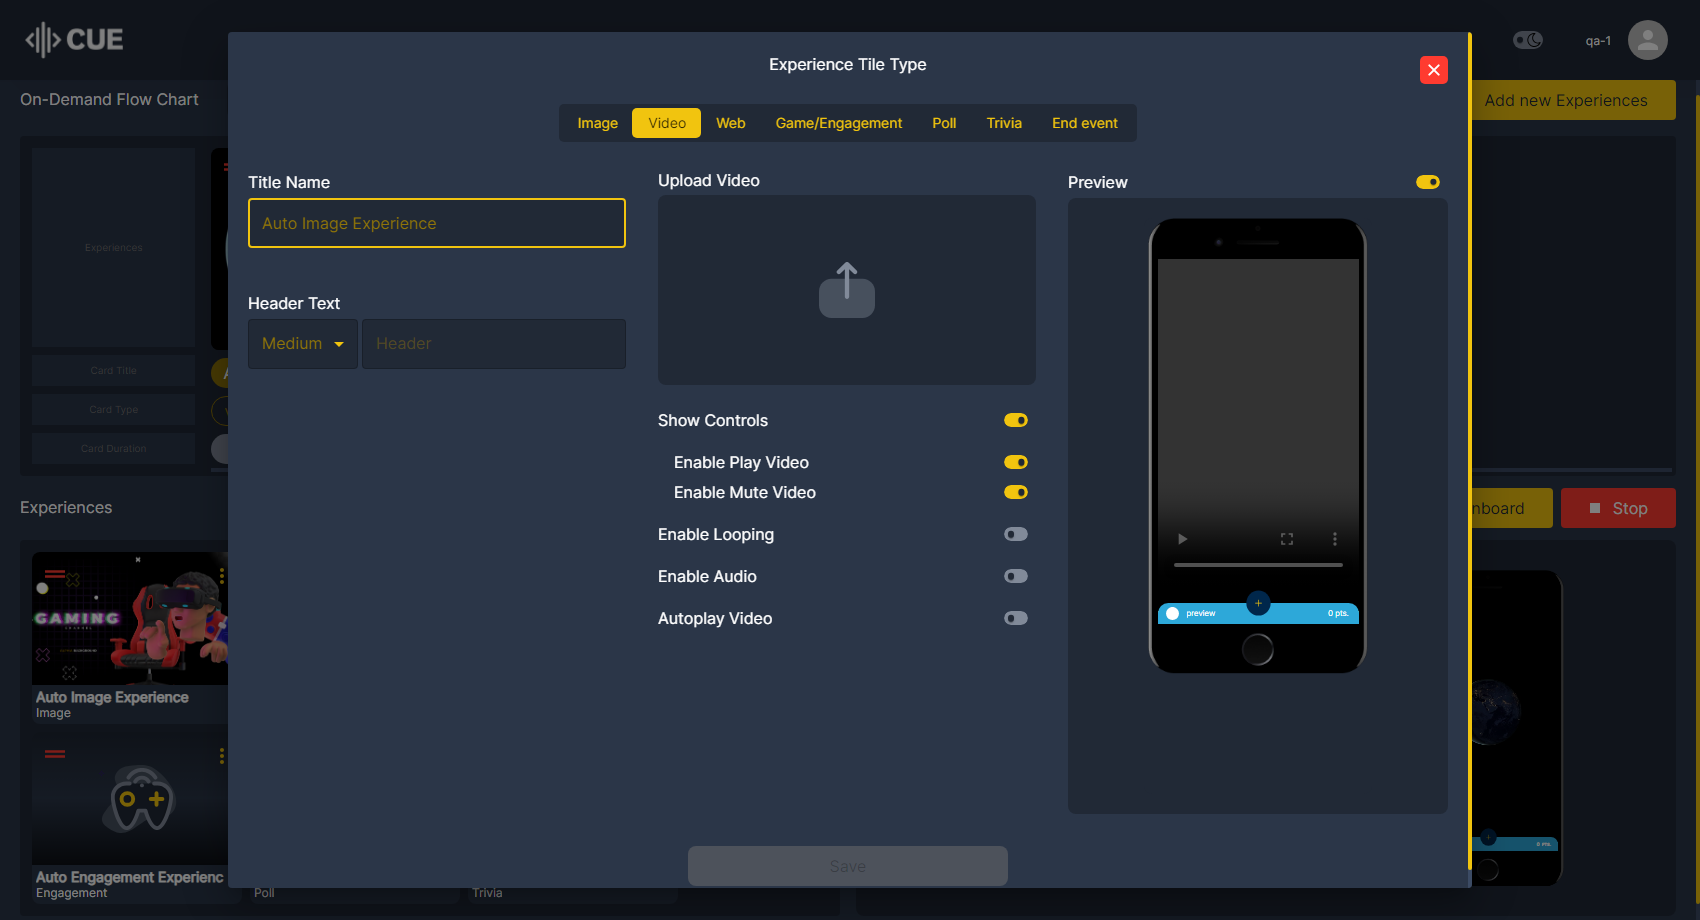 CUE
qa-1
On-Demand Flow Chart
Add new Experiences
Experiences
Card Title
Card Type
Card Duration
Experience Tile Type
Image
Video
Web
Game/Engagement
Poll
Trivia
End event
Title Name
Auto Image Experience
Header Text
Medium
Header
Upload Video
Show Controls
Enable Play Video
Enable Mute Video
Enable Looping
Enable Audio
Autoplay Video
Preview
preview
0 pts.
Save
Experiences
Stop
GAMING
Auto Image Experience
Image
Auto Engagement Experienc
Engagement
Poll
Trivia
0 pts.